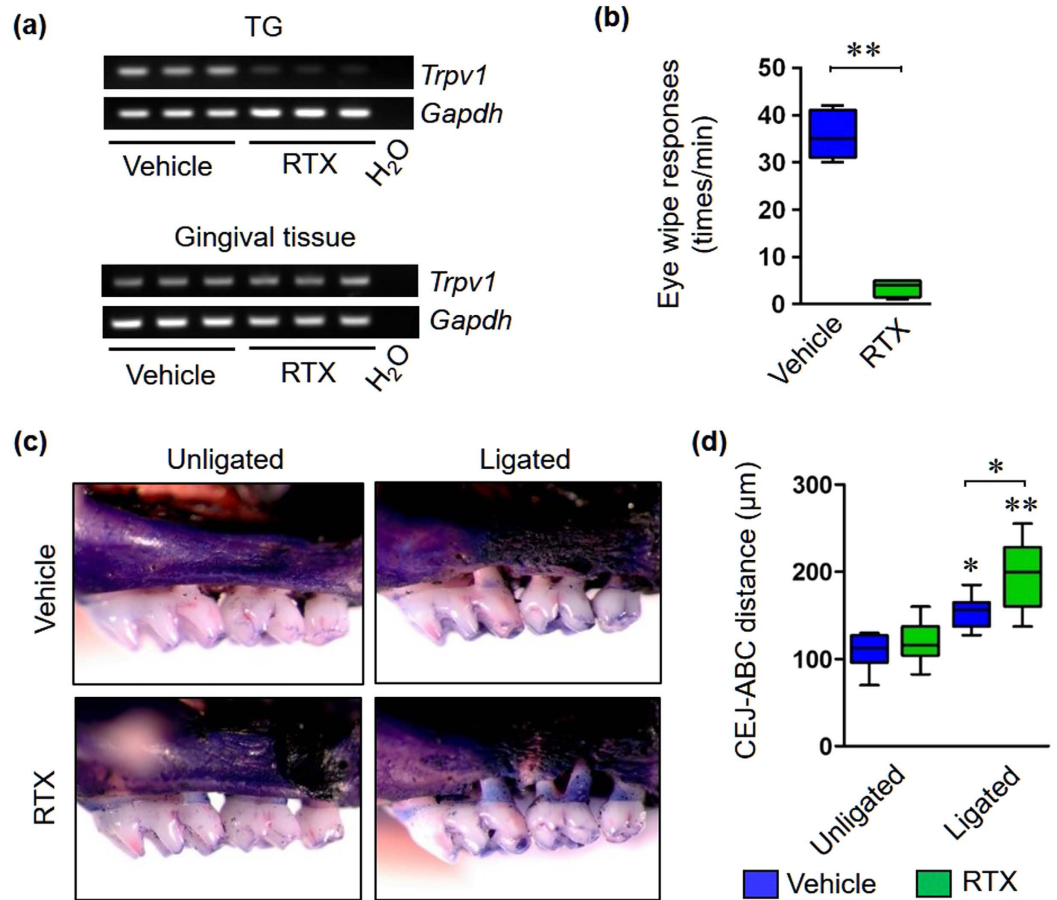 (a)
TG
Trpv1
Gapdh
Vehicle
RTX
H2O
Gingival tissue
Trpv1
Gapdh
Vehicle
RTX
H2O
(b)
**
Eye wipe responses
(times/min)
50
40
30
20
10
0
Vehicle
RTX
(c)
Unligated
Ligated
Vehicle
RTX
(d)
CEJ-ABC distance (μm)
300
200
100
0
*
**
*
Unligated
Ligated
Vehicle
RTX